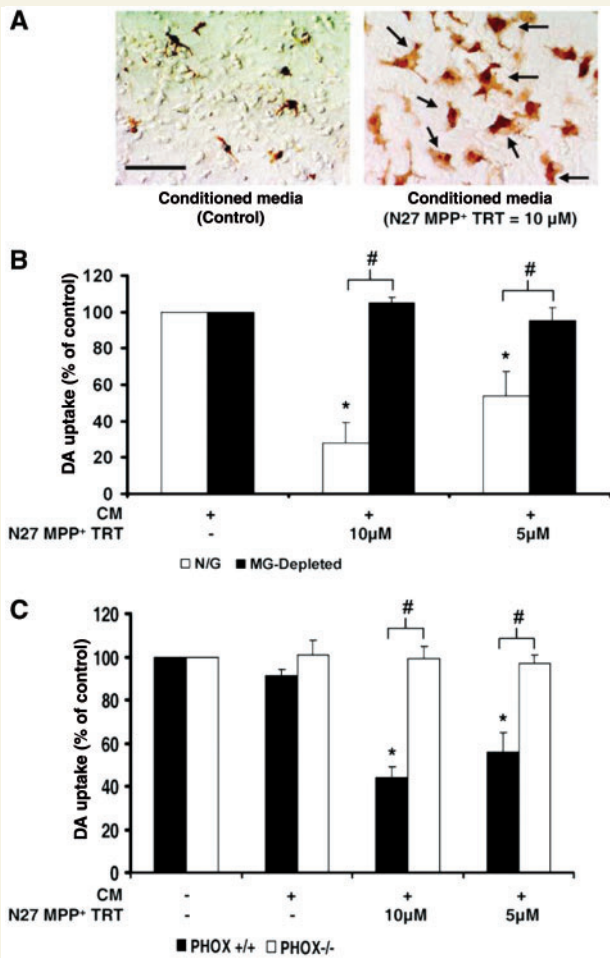 A
Conditioned media
(Control)
Conditioned media
(N27 MPP⁺ TRT = 10 µM)
B
DA uptake (% of control)
120
100
80
60
40
20
0
#
#
*
*
CM + + +
N27 MPP⁺ TRT - 10µM 5µM
□ N/G ■ MG-Depleted
C
DA uptake (% of control)
120
100
80
60
40
20
0
#
#
*
*
CM - + + +
N27 MPP⁺ TRT - - 10µM 5µM
■ PHOX +/+ □ PHOX-/-